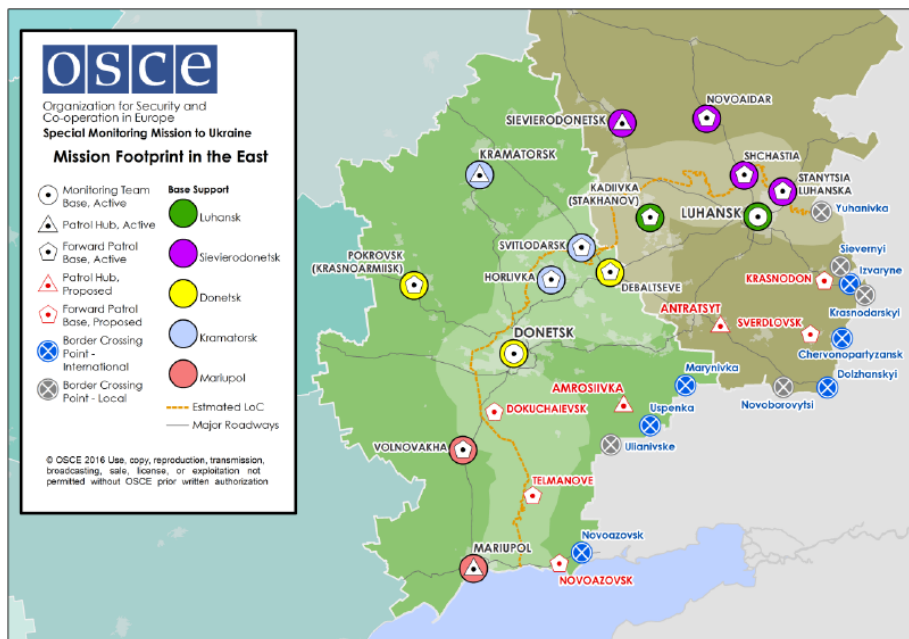 osce
Organization for Security and
Co-operation in Europe
Special Monitoring Mission to Ukraine
Mission Footprint in the East
Monitoring Team
Base, Active
Patrol Hub, Active
Forward Patrol
Base, Active
Patrol Hub,
Proposed
Forward Patrol
Base, Proposed
Border Crossing
Point -
International
Border Crossing
Point - Local
Base Support
Luhansk
Sievierodonetsk
Donetsk
Kramatorsk
Mariupol
Estimated LoC
Major Roadways
© OSCE 2016 Use, copy, reproduction, transmission,
broadcasting, sale, license, or exploitation not
permitted without OSCE prior written authorization
NOVOAIDAR
SIEVIERODONETSK
KRAMATORSK
SHCHASTIA
STANYTSIA
LUHANSKA
KADIIVKA
(STAKHANOV)
LUHANSK
Yuhanivka
SVITLODARSK
POKROVSK
(KRASNOARMIISK)
HORLIVKA
DEBALTSEVE
Sievernyi
Izvaryne
KRASNODON
Krasnodarskyi
ANTRATSYT
SVERDLOVSK
DONETSK
Chervonopartyzansk
Marynivka
Dolzhanskyi
AMROSIIVKA
Novoborovytsi
DOKUCHAIEVSK
Uspenka
VOLNOVAKHA
Ulianivske
TELMANOVE
MARIUPOL
Novoazovsk
NOVOAZOVSK